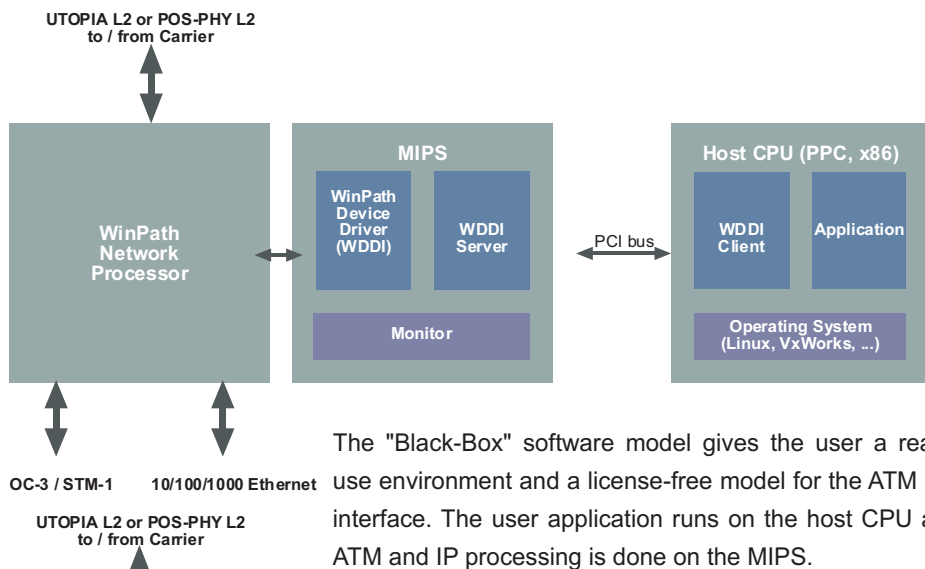 UTOPIA L2 or POS-PHY L2
to / from Carrier
WinPath
Network
Processor
MIPS
WinPath
Device
Driver
(WDDI)
WDDI
Server
Monitor
PCI bus
Host CPU (PPC, x86)
WDDI
Client
Application
Operating System
(Linux, VxWorks, ...)
OC-3 / STM-1
10/100/1000 Ethernet
The "Black-Box" software model gives the user a
use environment and a license-free model for the ATM
interface. The user application runs on the host CPU
ATM and IP processing is done on the MIPS.
UTOPIA L2 or POS-PHY L2
to / from Carrier